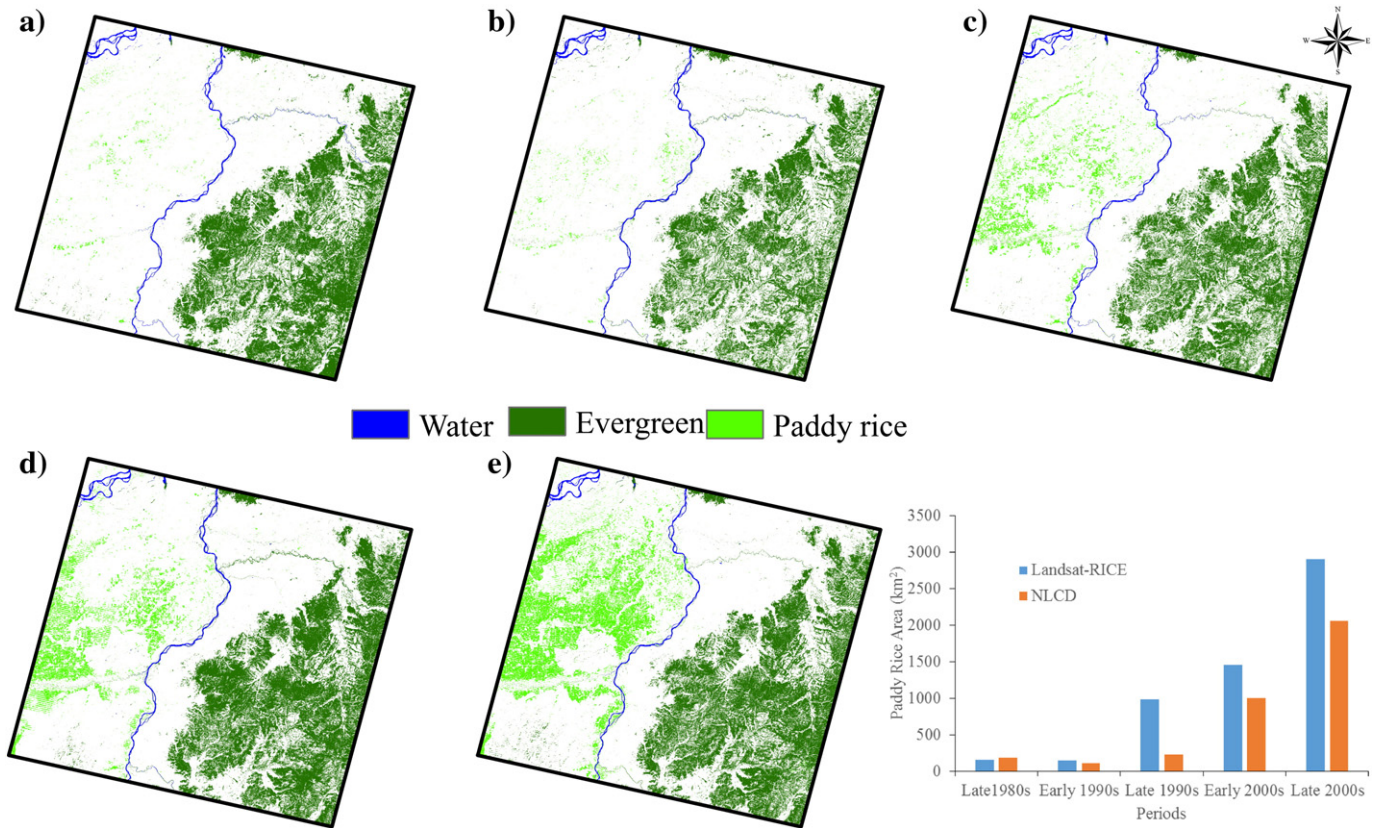 a)
b)
c)
N
W
E
S
Water
Evergreen
Paddy rice
d)
e)
3500
3000
2500
2000
1500
1000
500
0
Paddy Rice Area (km²)
Landsat-RICE
NLCD
Late1980s
Early 1990s
Late 1990s
Early 2000s
Late 2000s
Periods